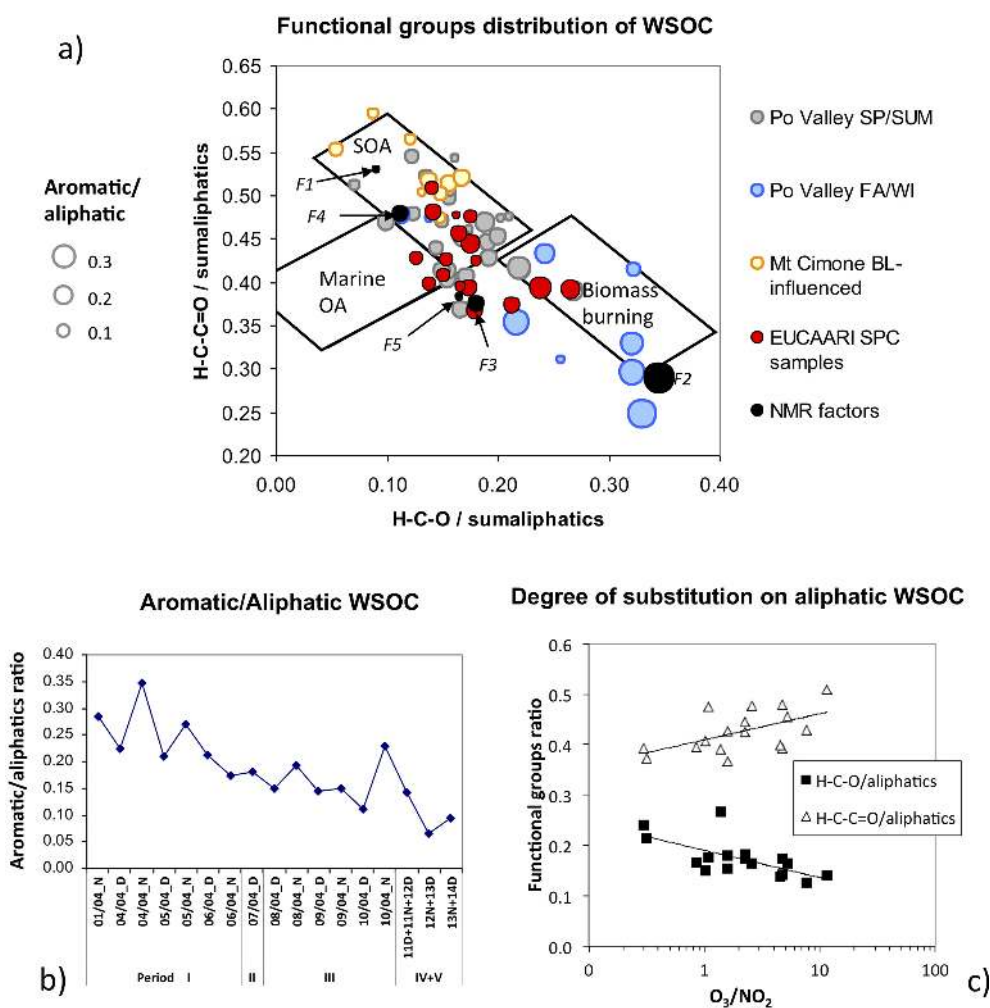 Functional groups distribution of WSOC
a)
Aromatic/
aliphatic
0.3
0.2
0.1
H-C-C=O / sumaliphatics
0.65
0.60
0.55
0.50
0.45
0.40
0.35
0.30
0.25
0.20
0.00
0.10
0.20
0.30
0.40
H-C-O / sumaliphatics
SOA
F1
F4
Marine
OA
F5
F3
Biomass
burning
F2
Po Valley SP/SUM
Po Valley FA/WI
Mt Cimone BL-
influenced
EUCAARI SPC
samples
NMR factors
Aromatic/Aliphatic WSOC
Aromatic/aliphatics ratio
0.40
0.35
0.30
0.25
0.20
0.15
0.10
0.05
0.00
01/04_N
04/04_D
04/04_N
05/04_D
05/04_N
06/04_D
06/04_N
07/04_D
08/04_D
08/04_N
09/04_D
09/04_N
10/04_D
10/04_N
11D+11N+12D
12N+13D
13N+14D
Period I
II
III
IV+V
b)
Degree of substitution on aliphatic WSOC
Functional groups ratio
0.6
0.5
0.4
0.3
0.2
0.1
0.0
0
1
10
100
O₃/NO₂
H-C-O/aliphatics
H-C-C=O/aliphatics
c)